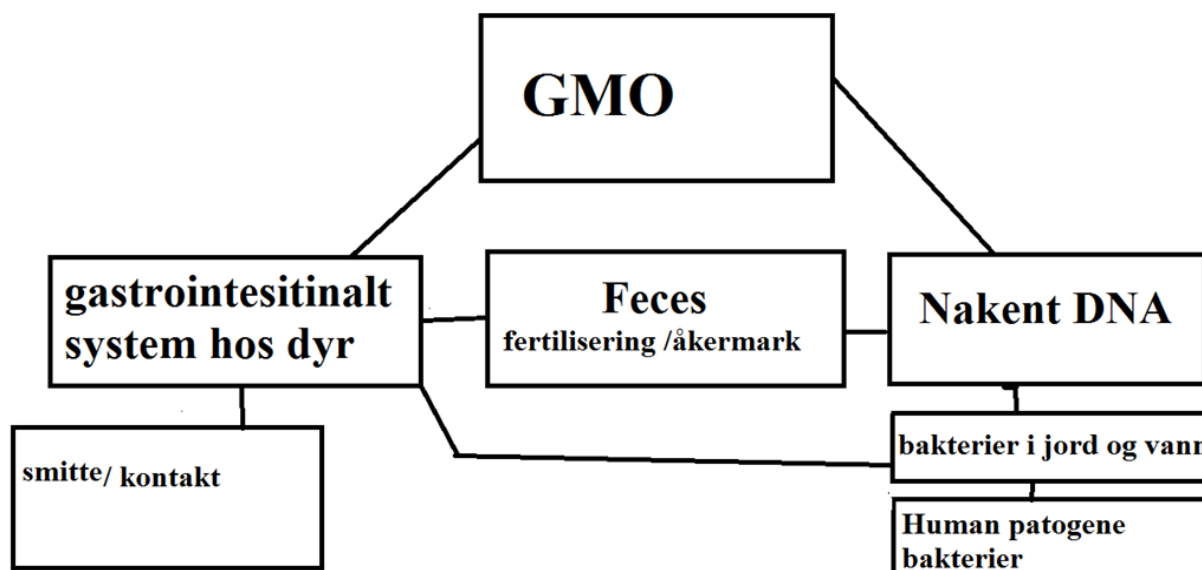 GMO
gastrointesitinalt
system hos dyr
Feces
fertilisering /åkermark
Nakent DNA
smitte/ kontakt
bakterier i jord og vann
Human patogene
bakterier